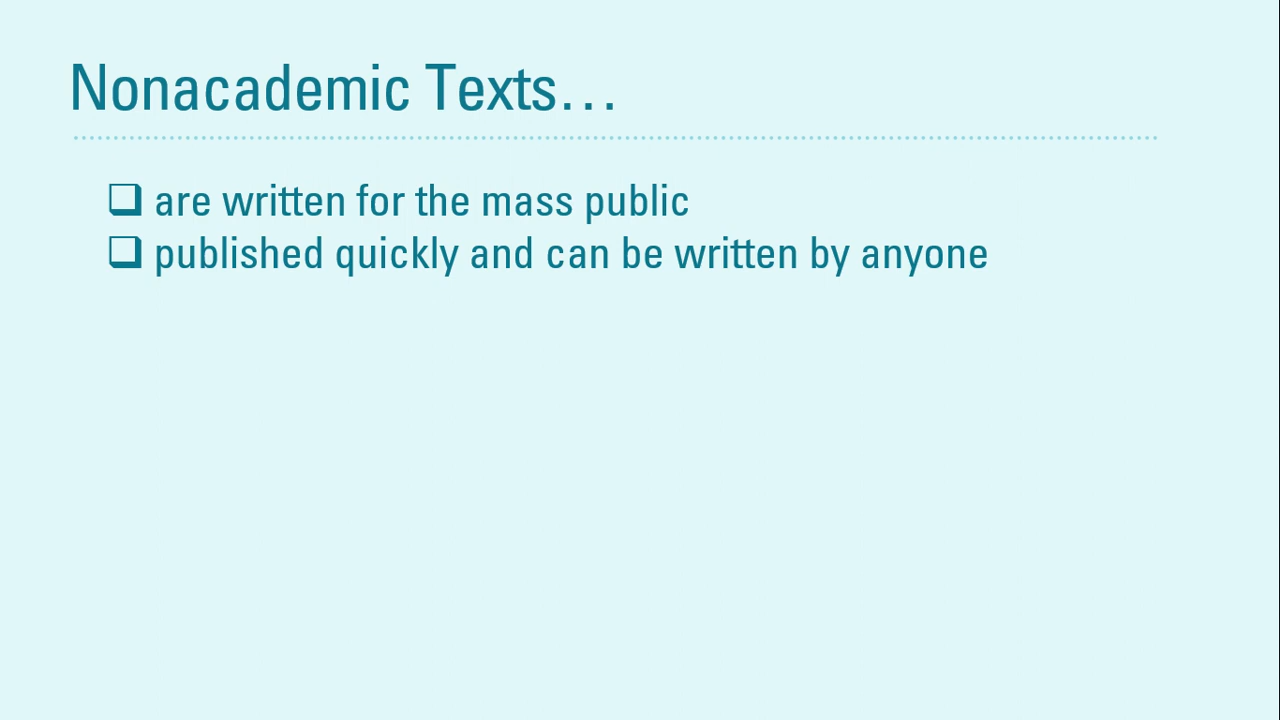 Nonacademic Texts…
❑ are written for the mass public
❑ published quickly and can be written by anyone